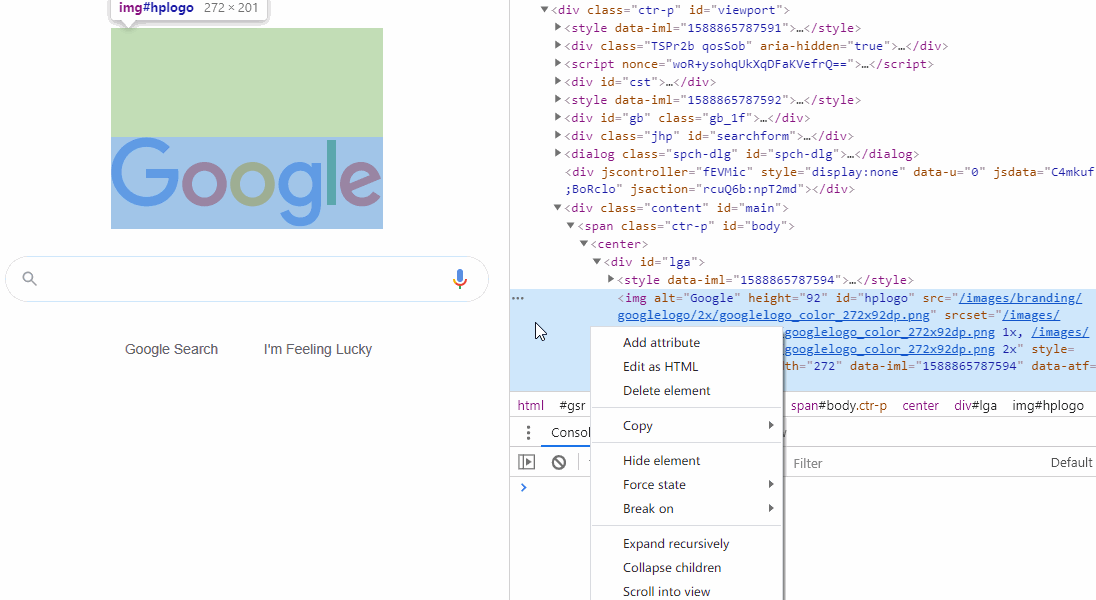 img#hplogo 272 × 201
Google
Google Search I'm Feeling Lucky
<div class="ctr-p" id="viewport">
<style data-iml="1588865787591">…</style>
<div class="TSPr2b qosSob" aria-hidden="true">…</div>
<script nonce="woR+ysohqUkXqDFaKVefrQ==">…</script>
<div id="cst">…</div>
<style data-iml="1588865787592">…</style>
<div id="gb" class="gb_1f">…</div>
<div class="jhp" id="searchform">…</div>
<dialog class="spch-dlg" id="spch-dlg">…</dialog>
<div jscontroller="fEVMic" style="display:none" data-u="0" jsdata="C4mkuf
;BoRclo" jsaction="rcuQ6b:npT2md"></div>
<div class="content" id="main">
<span class="ctr-p" id="body">
<center>
<div id="lga">
<style data-iml="1588865787594">…</style>
<img alt="Google" height="92" id="hplogo" src="/images/branding/
googlelogo/2x/googlelogo_color_272x92dp.png" srcset="/images/
googlelogo_color_272x92dp.png 1x, /images/
googlelogo_color_272x92dp.png 2x" style=
th="272" data-iml="1588865787594" data-atf=
Add attribute
Edit as HTML
Delete element
Copy
Hide element
Force state
Break on
Expand recursively
Collapse children
Scroll into view
html #gsr span#body.ctr-p center div#lga img#hplogo
Consol
Filter Default